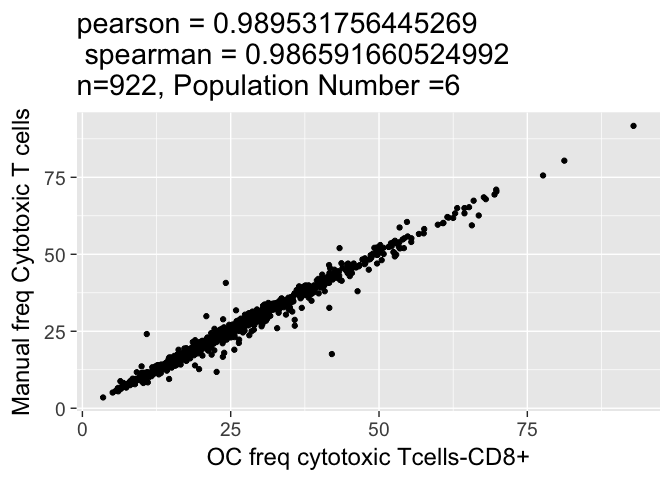 pearson = 0.989531756445269
spearman = 0.986591660524992
n=922, Population Number =6
Manual freq Cytotoxic T cells
75
50
25
0
0 25 50 75
OC freq cytotoxic Tcells-CD8+